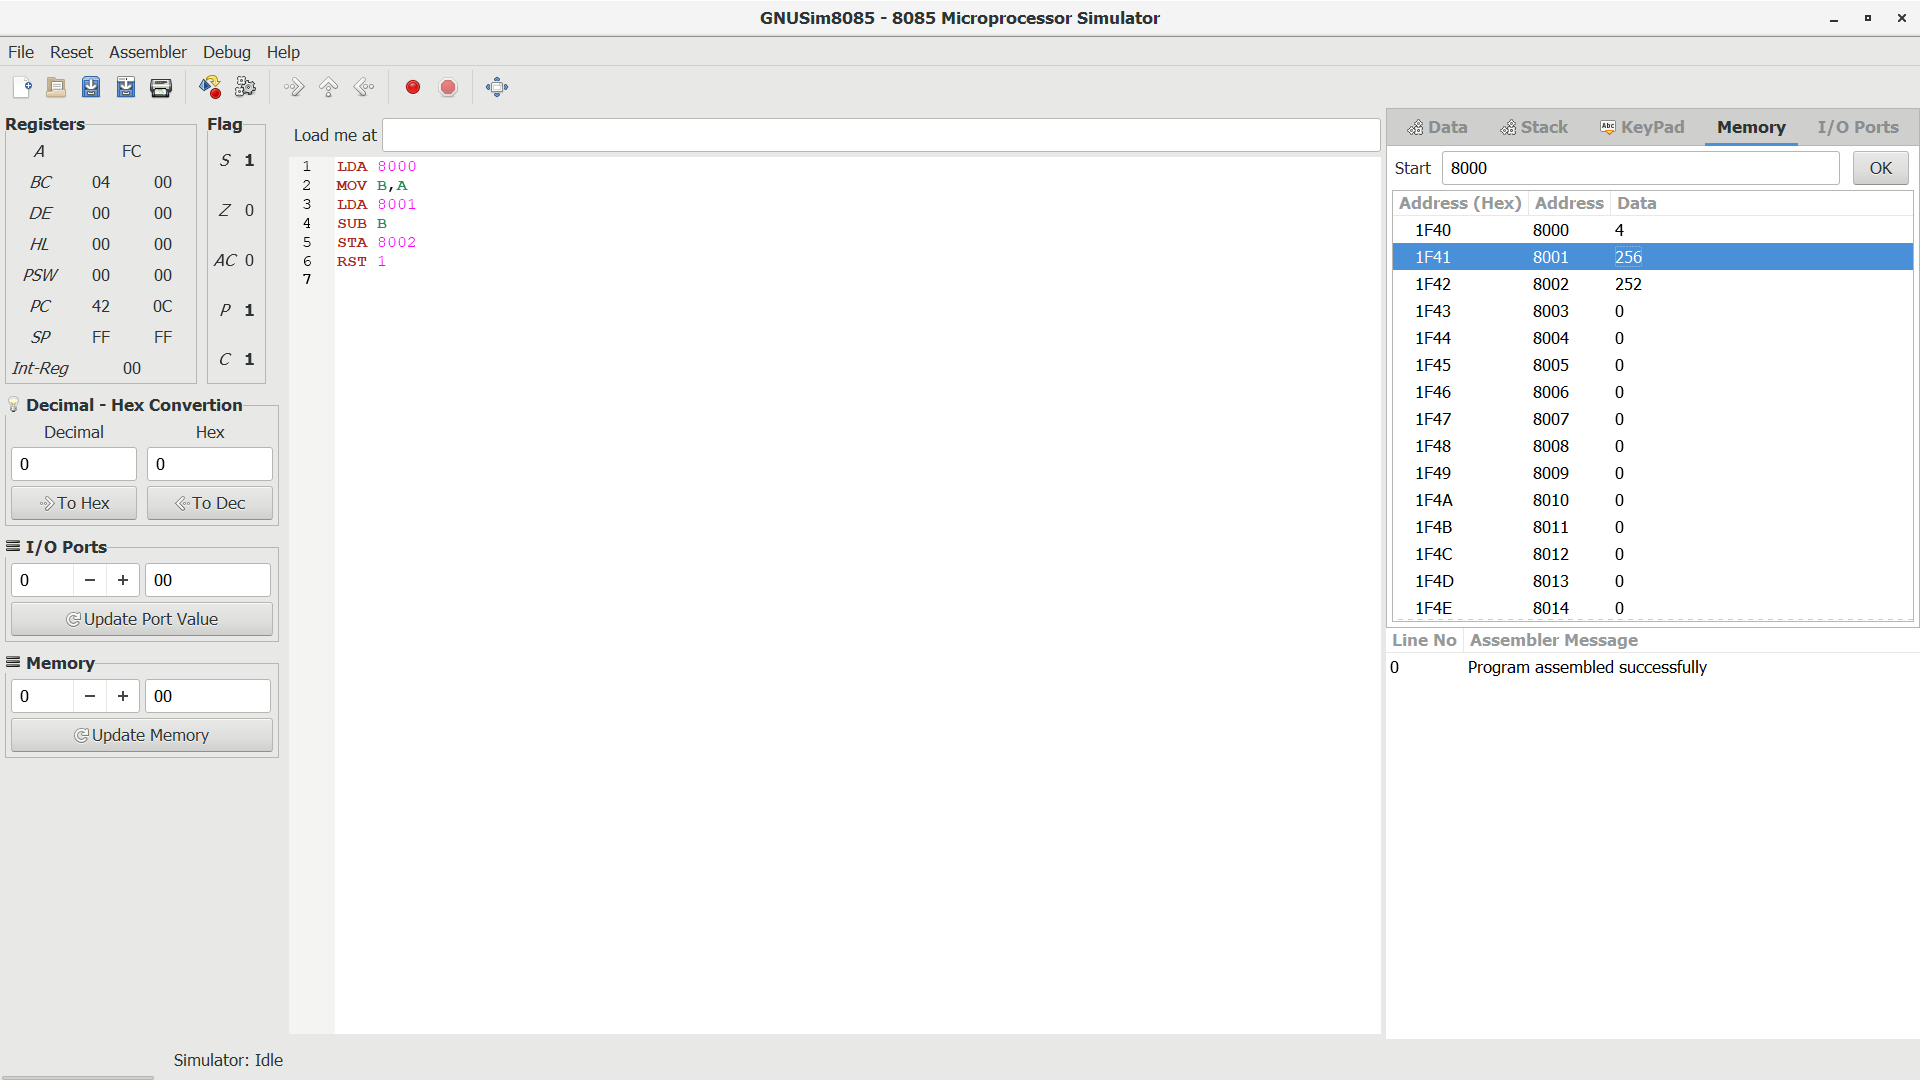 GNUSim8085 - 8085 Microprocessor Simulator
File Reset Assembler Debug Help
Registers
A FC
BC 04 00
DE 00 00
HL 00 00
PSW 00 00
PC 42 0C
SP FF FF
Int-Reg 00
Flag
S 1
Z 0
AC 0
P 1
C 1
Decimal - Hex Convertion
Decimal Hex
0 0
To Hex To Dec
I/O Ports
0 − + 00
Update Port Value
Memory
0 − + 00
Update Memory
Load me at
1 LDA 8000
2 MOV B,A
3 LDA 8001
4 SUB B
5 STA 8002
6 RST 1
7
Data Stack Abc KeyPad Memory I/O Ports
Start 8000 OK
Address (Hex) Address Data
1F40 8000 4
1F41 8001 256
1F42 8002 252
1F43 8003 0
1F44 8004 0
1F45 8005 0
1F46 8006 0
1F47 8007 0
1F48 8008 0
1F49 8009 0
1F4A 8010 0
1F4B 8011 0
1F4C 8012 0
1F4D 8013 0
1F4E 8014 0
Line No Assembler Message
0 Program assembled successfully
Simulator: Idle